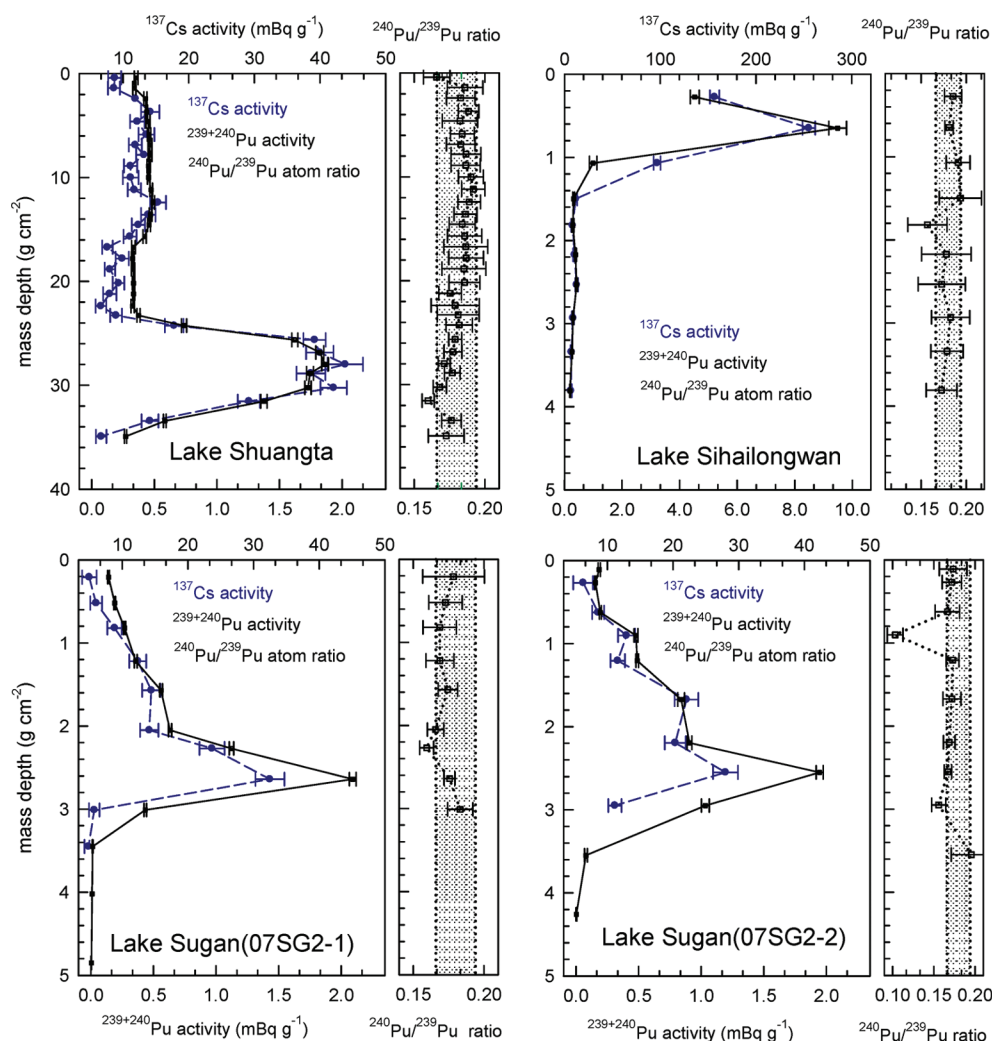 ¹³⁷Cs activity (mBq g⁻¹)
²⁴⁰Pu/²³⁹Pu ratio
0 10 20 30 40 50
0
10
20
30
40
mass depth (g cm⁻²)
¹³⁷Cs activity
²³⁹⁺²⁴⁰Pu activity
²⁴⁰Pu/²³⁹Pu atom ratio
Lake Shuangta
0.0 0.5 1.0 1.5 2.0
0.15 0.20
¹³⁷Cs activity (mBq g⁻¹)
²⁴⁰Pu/²³⁹Pu ratio
0 100 200 300
0
1
2
3
4
5
¹³⁷Cs activity
²³⁹⁺²⁴⁰Pu activity
²⁴⁰Pu/²³⁹Pu atom ratio
Lake Sihailongwan
0.0 2.0 4.0 6.0 8.0 10.0
0.10 0.15 0.20
10 20 30 40 50
0
1
2
3
4
5
mass depth (g cm⁻²)
¹³⁷Cs activity
²³⁹⁺²⁴⁰Pu activity
²⁴⁰Pu/²³⁹Pu atom ratio
Lake Sugan(07SG2-1)
0.0 0.5 1.0 1.5 2.0
0.15 0.20
²³⁹⁺²⁴⁰Pu activity (mBq g⁻¹)
²⁴⁰Pu/²³⁹Pu ratio
10 20 30 40 50
0
1
2
3
4
5
¹³⁷Cs activity
²³⁹⁺²⁴⁰Pu activity
²⁴⁰Pu/²³⁹Pu atom ratio
Lake Sugan(07SG2-2)
0.0 1.0 2.0
0.10 0.15 0.20
²³⁹⁺²⁴⁰Pu activity (mBq g⁻¹)
²⁴⁰Pu/²³⁹Pu ratio